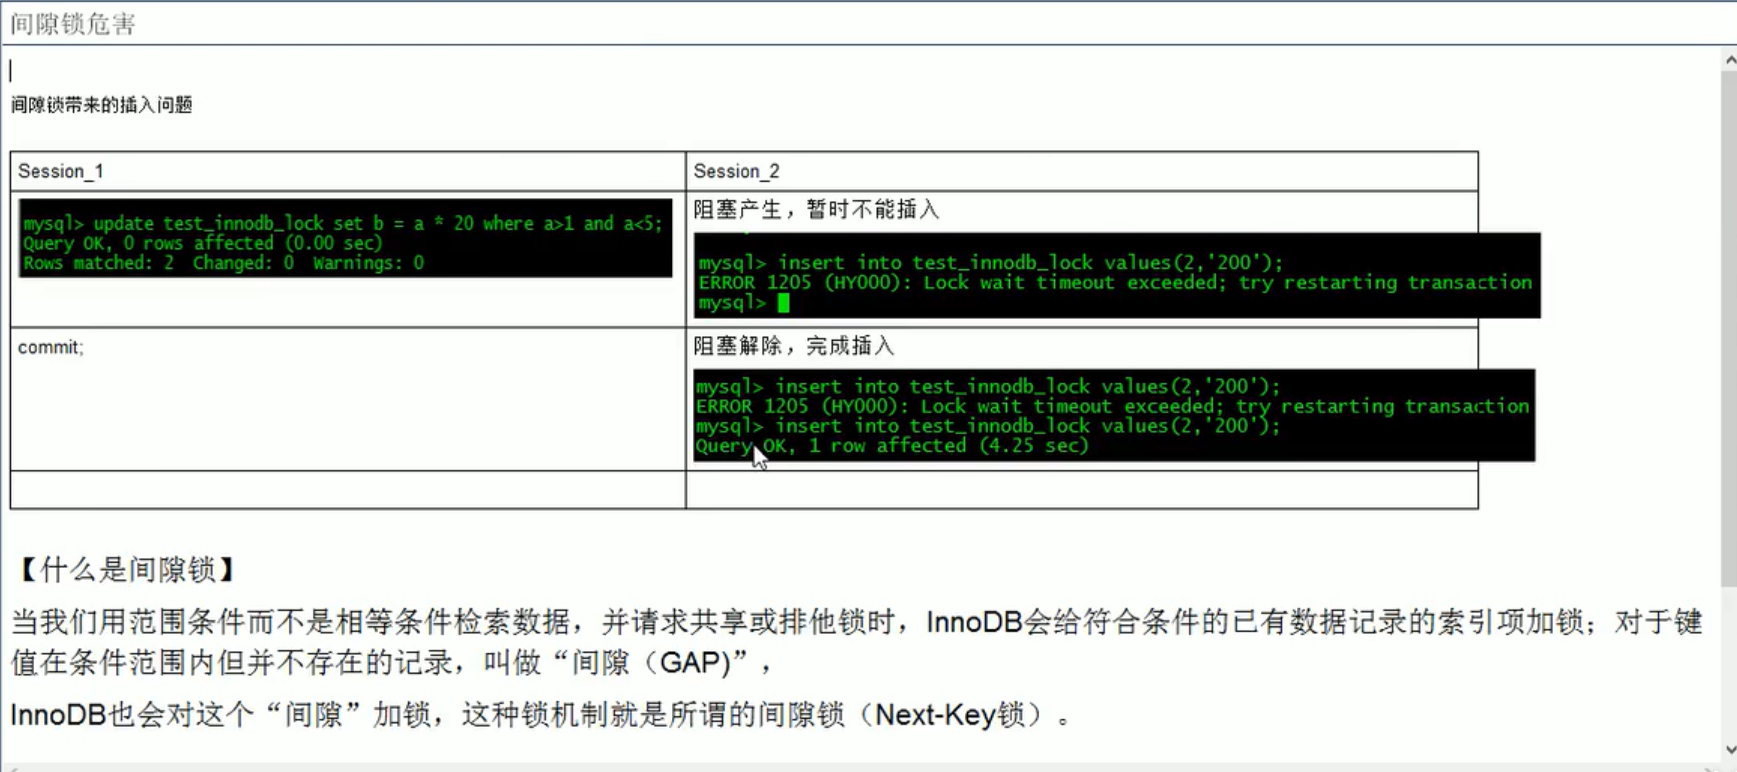 间隙锁危害
间隙锁带来的插入问题
Session_1
Session_2
mysql> update test_innodb_lock set b = a * 20 where a>1 and a<5;
Query OK, 0 rows affected (0.00 sec)
Rows matched: 2  Changed: 0  Warnings: 0
阻塞产生，暂时不能插入
mysql> insert into test_innodb_lock values(2,'200');
ERROR 1205 (HY000): Lock wait timeout exceeded; try restarting transaction
mysql>
commit;
阻塞解除，完成插入
mysql> insert into test_innodb_lock values(2,'200');
ERROR 1205 (HY000): Lock wait timeout exceeded; try restarting transaction
mysql> insert into test_innodb_lock values(2,'200');
Query OK, 1 row affected (4.25 sec)
【什么是间隙锁】
当我们用范围条件而不是相等条件检索数据，并请求共享或排他锁时，InnoDB会给符合条件的已有数据记录的索引项加锁；对于键
值在条件范围内但并不存在的记录，叫做“间隙（GAP)”，
InnoDB也会对这个“间隙”加锁，这种锁机制就是所谓的间隙锁（Next-Key锁）。